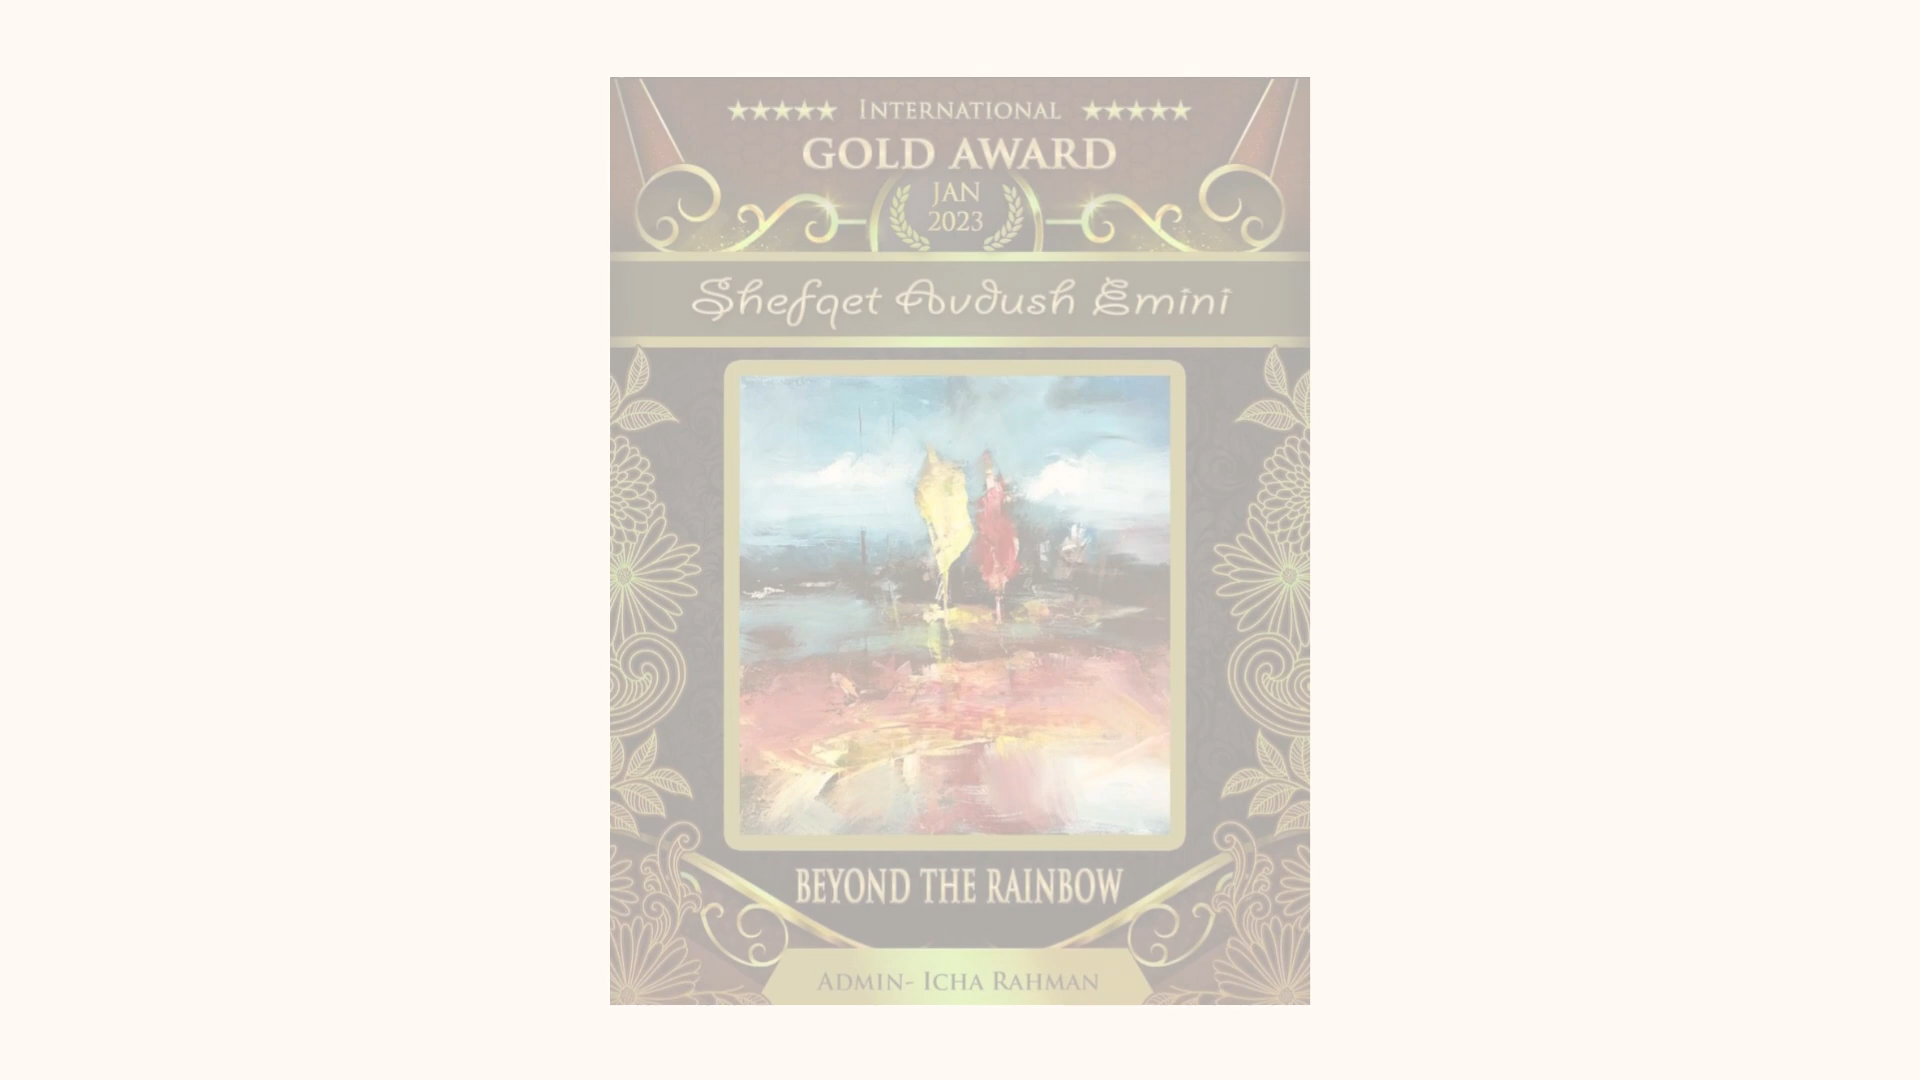 International
GOLD AWARD
JAN
2023
Shefqet Avdush Emini
BEYOND THE RAINBOW
Admin- Icha Rahman